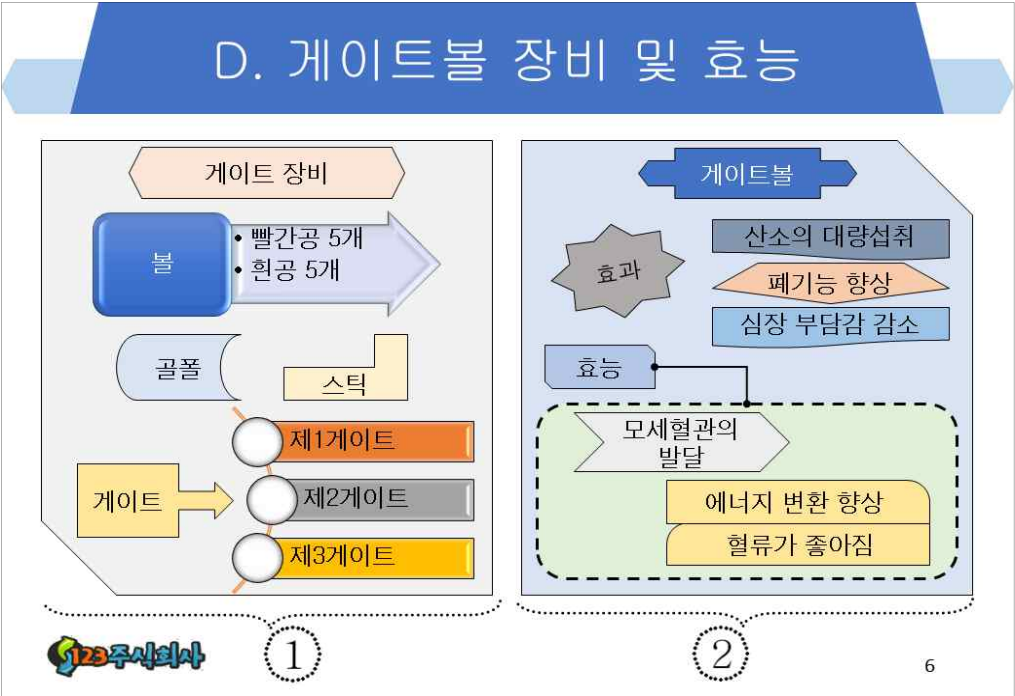 D. 게이트볼 장비 및 효능
게이트 장비
볼
• 빨간공 5개
• 흰공 5개
골폴
스틱
게이트
제1게이트
제2게이트
제3게이트
1
게이트볼
효과
산소의 대량섭취
폐기능 향상
심장 부담감 감소
효능
모세혈관의
발달
에너지 변환 향상
혈류가 좋아짐
2
123주식회사
6